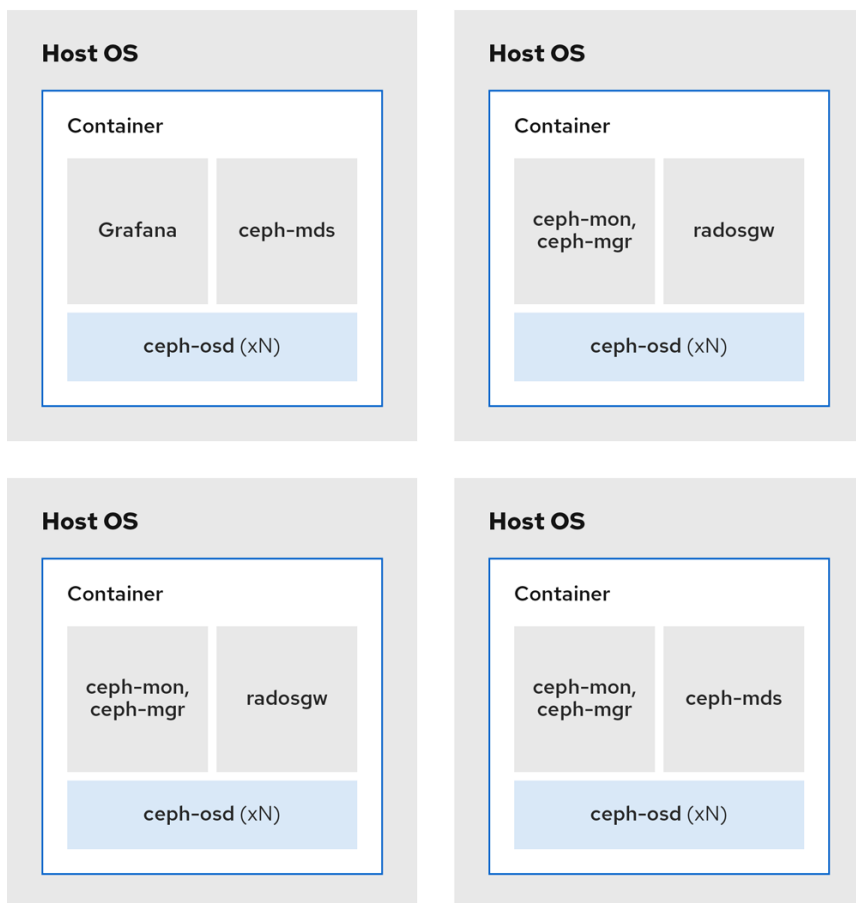 Host OS
Container
Grafana
ceph-mds
ceph-osd (xN)
Host OS
Container
ceph-mon,
ceph-mgr
radosgw
ceph-osd (xN)
Host OS
Container
ceph-mon,
ceph-mgr
radosgw
ceph-osd (xN)
Host OS
Container
ceph-mon,
ceph-mgr
ceph-mds
ceph-osd (xN)